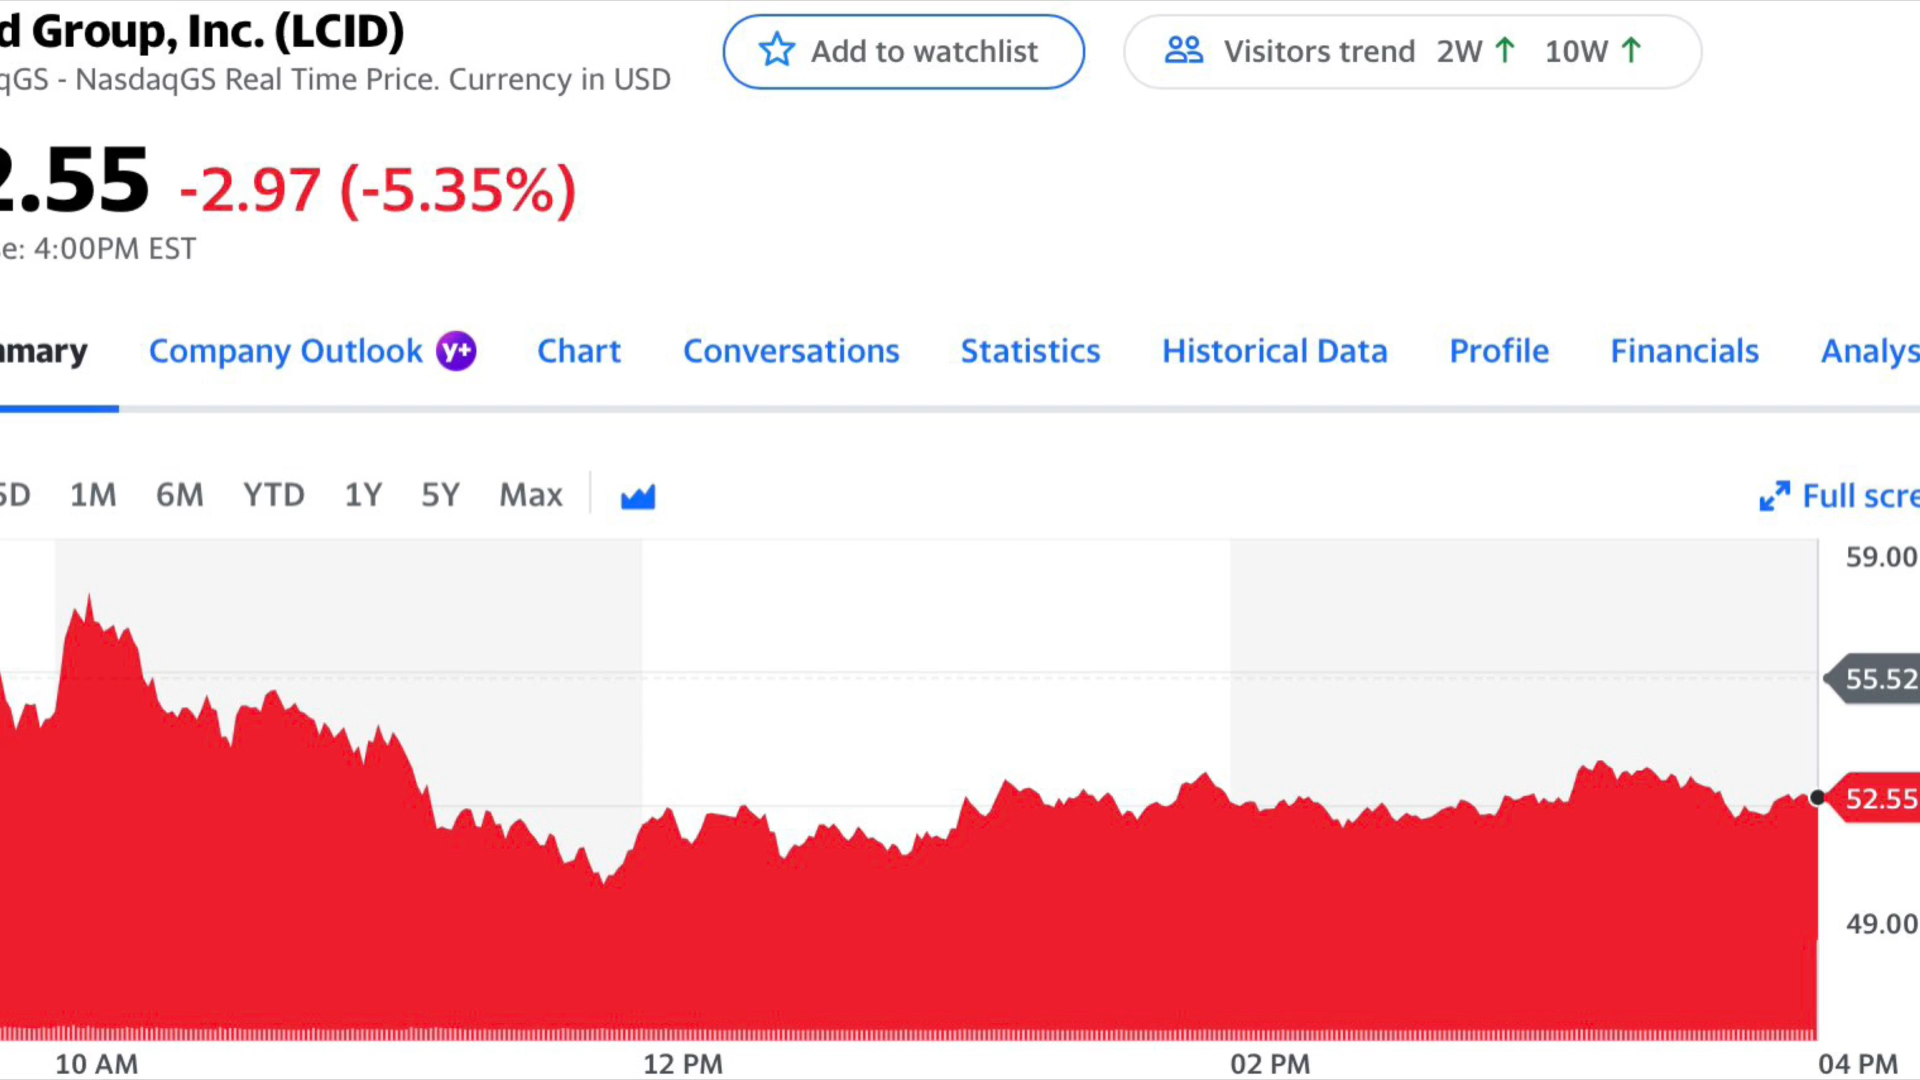 d Group, Inc. (LCID)
Add to watchlist
Visitors trend 2W ↑ 10W ↑
qGS - NasdaqGS Real Time Price. Currency in USD
2.55 -2.97 (-5.35%)
e: 4:00PM EST
mmary Company Outlook y+ Chart Conversations Statistics Historical Data Profile Financials Analys
5D 1M 6M YTD 1Y 5Y Max
Full scre
59.00
55.52
52.55
49.00
10 AM 12 PM 02 PM 04 PM